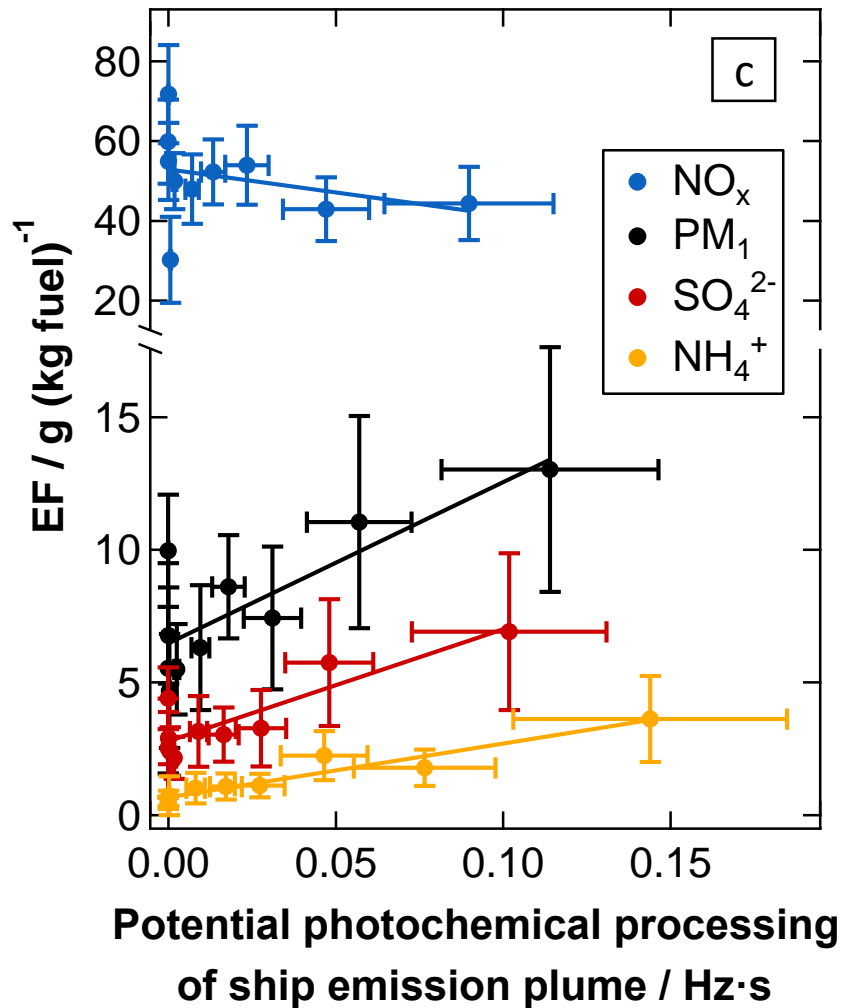 80
60
40
20
15
10
5
0
EF / g (kg fuel)⁻¹
c
NOₓ
PM₁
SO₄²⁻
NH₄⁺
0.00 0.05 0.10 0.15
Potential photochemical processing
of ship emission plume / Hz·s